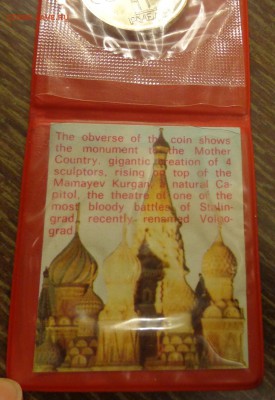 The obverse of the coin shows
the monument to the Mother
Country, gigantic creation of 4
sculptors, rising on top of the
Mamayev Kurgan, a natural Ca-
pitol, the theatre of one of the
most bloody battles of Stalin-
grad, recently renamed Volgo-
grad.